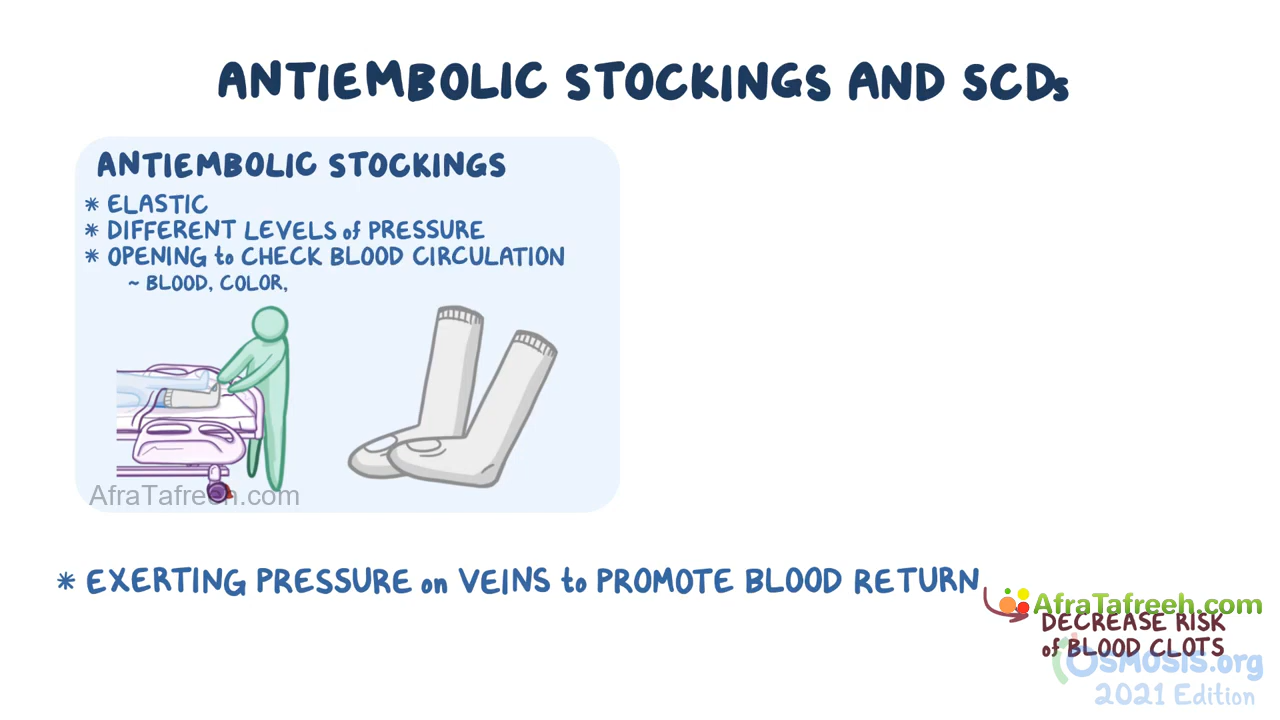 ANTIEMBOLIC STOCKINGS AND SCDs
ANTIEMBOLIC STOCKINGS
* ELASTIC
* DIFFERENT LEVELS of PRESSURE
* OPENING to CHECK BLOOD CIRCULATION
~ BLOOD, COLOR,
AfraTafreeh.com
* EXERTING PRESSURE on VEINS to PROMOTE BLOOD RETURN
AfraTafreeh.com
DECREASE RISK
of BLOOD CLOTS
Osmosis.org
2021 Edition